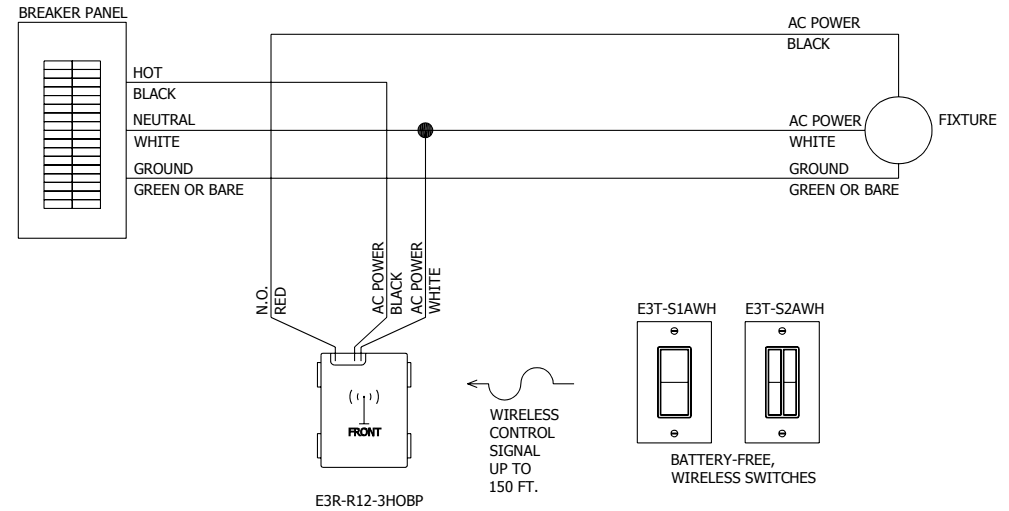 BREAKER PANEL
HOT
BLACK
NEUTRAL
WHITE
GROUND
GREEN OR BARE
AC POWER
BLACK
AC POWER
WHITE
GROUND
GREEN OR BARE
FIXTURE
N.O.
RED
AC POWER
BLACK
AC POWER
WHITE
FRONT
E3R-R12-3HOBP
WIRELESS
CONTROL
SIGNAL
UP TO
150 FT.
E3T-S1AWH
E3T-S2AWH
BATTERY-FREE,
WIRELESS SWITCHES